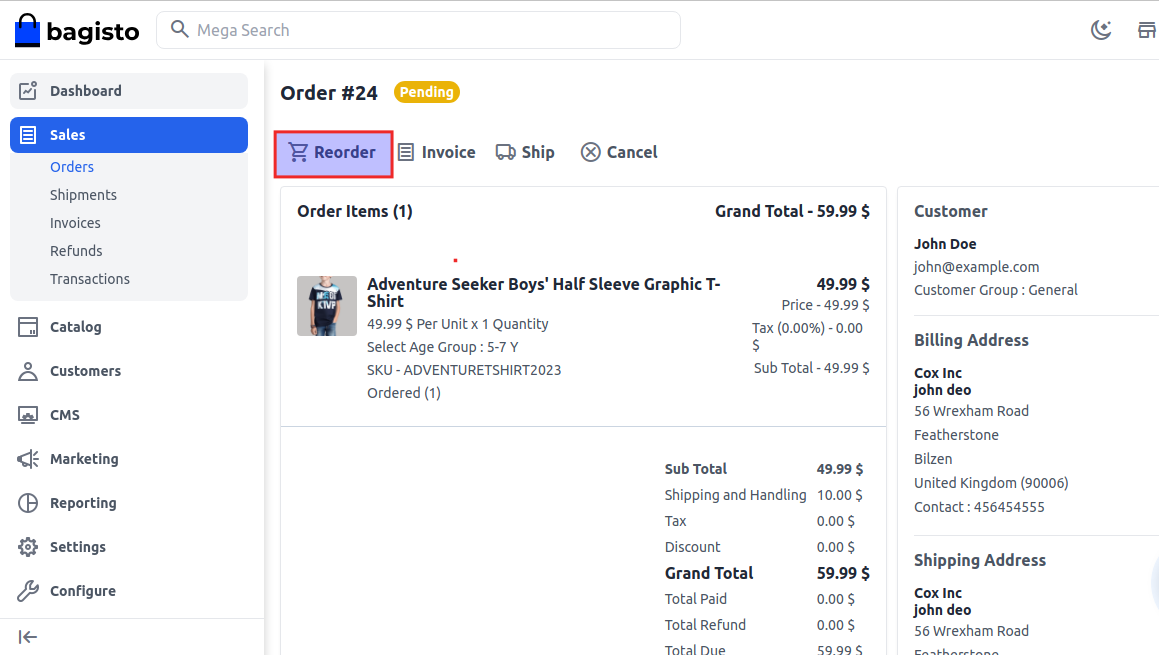 bagisto
Mega Search
Dashboard
Sales
Orders
Shipments
Invoices
Refunds
Transactions
Catalog
Customers
CMS
Marketing
Reporting
Settings
Configure
Order #24 Pending
Reorder Invoice Ship Cancel
Order Items (1) Grand Total - 59.99 $
Adventure Seeker Boys' Half Sleeve Graphic T-
Shirt
49.99 $ Per Unit x 1 Quantity
Select Age Group : 5-7 Y
SKU - ADVENTURETSHIRT2023
Ordered (1)
49.99 $
Price - 49.99 $
Tax (0.00%) - 0.00
$
Sub Total - 49.99 $
Sub Total 49.99 $
Shipping and Handling 10.00 $
Tax 0.00 $
Discount 0.00 $
Grand Total 59.99 $
Total Paid 0.00 $
Total Refund 0.00 $
Total Due 59.99 $
Customer
John Doe
john@example.com
Customer Group : General
Billing Address
Cox Inc
john deo
56 Wrexham Road
Featherstone
Bilzen
United Kingdom (90006)
Contact : 456454555
Shipping Address
Cox Inc
john deo
56 Wrexham Road
Featherstone